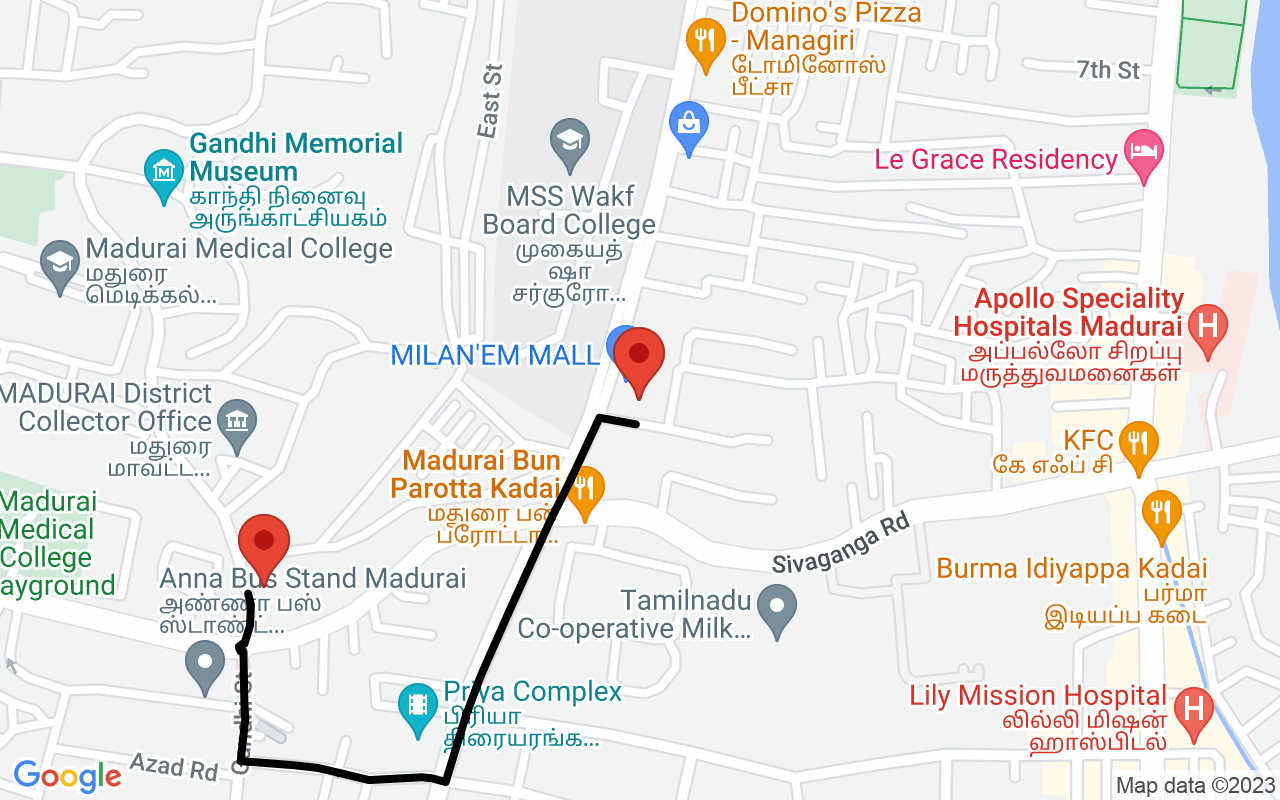 Domino's Pizza
- Managiri
டோமினோஸ்
பீட்சா
7th St
East St
Gandhi Memorial
Museum
காந்தி நினைவு
அருங்காட்சியகம்
MSS Wakf
Board College
முகையத்
ஷா
சர்குரோ...
Le Grace Residency
Madurai Medical College
மதுரை
மெடிக்கல்...
Apollo Speciality
Hospitals Madurai
அப்பல்லோ சிறப்பு
மருத்துவமனைகள்
MILAN'EM MALL
MADURAI District
Collector Office
மதுரை
மாவட்ட...
KFC
கே எஃப் சி
Madurai Bun
Parotta Kadai
மதுரை பன்
பரோட்டா...
Madurai
Medical
College
ayground
Sivaganga Rd
Anna Bus Stand Madurai
அண்ணா பஸ்
ஸ்டாண்ட்...
Burma Idiyappa Kadai
பர்மா
இடியப்ப கடை
Tamilnadu
Co-operative Milk...
Priya Complex
பிரியா
திரையரங்க...
Lily Mission Hospital
லில்லி மிஷன்
ஹாஸ்பிடல்
Azad Rd
Google
Map data ©2023